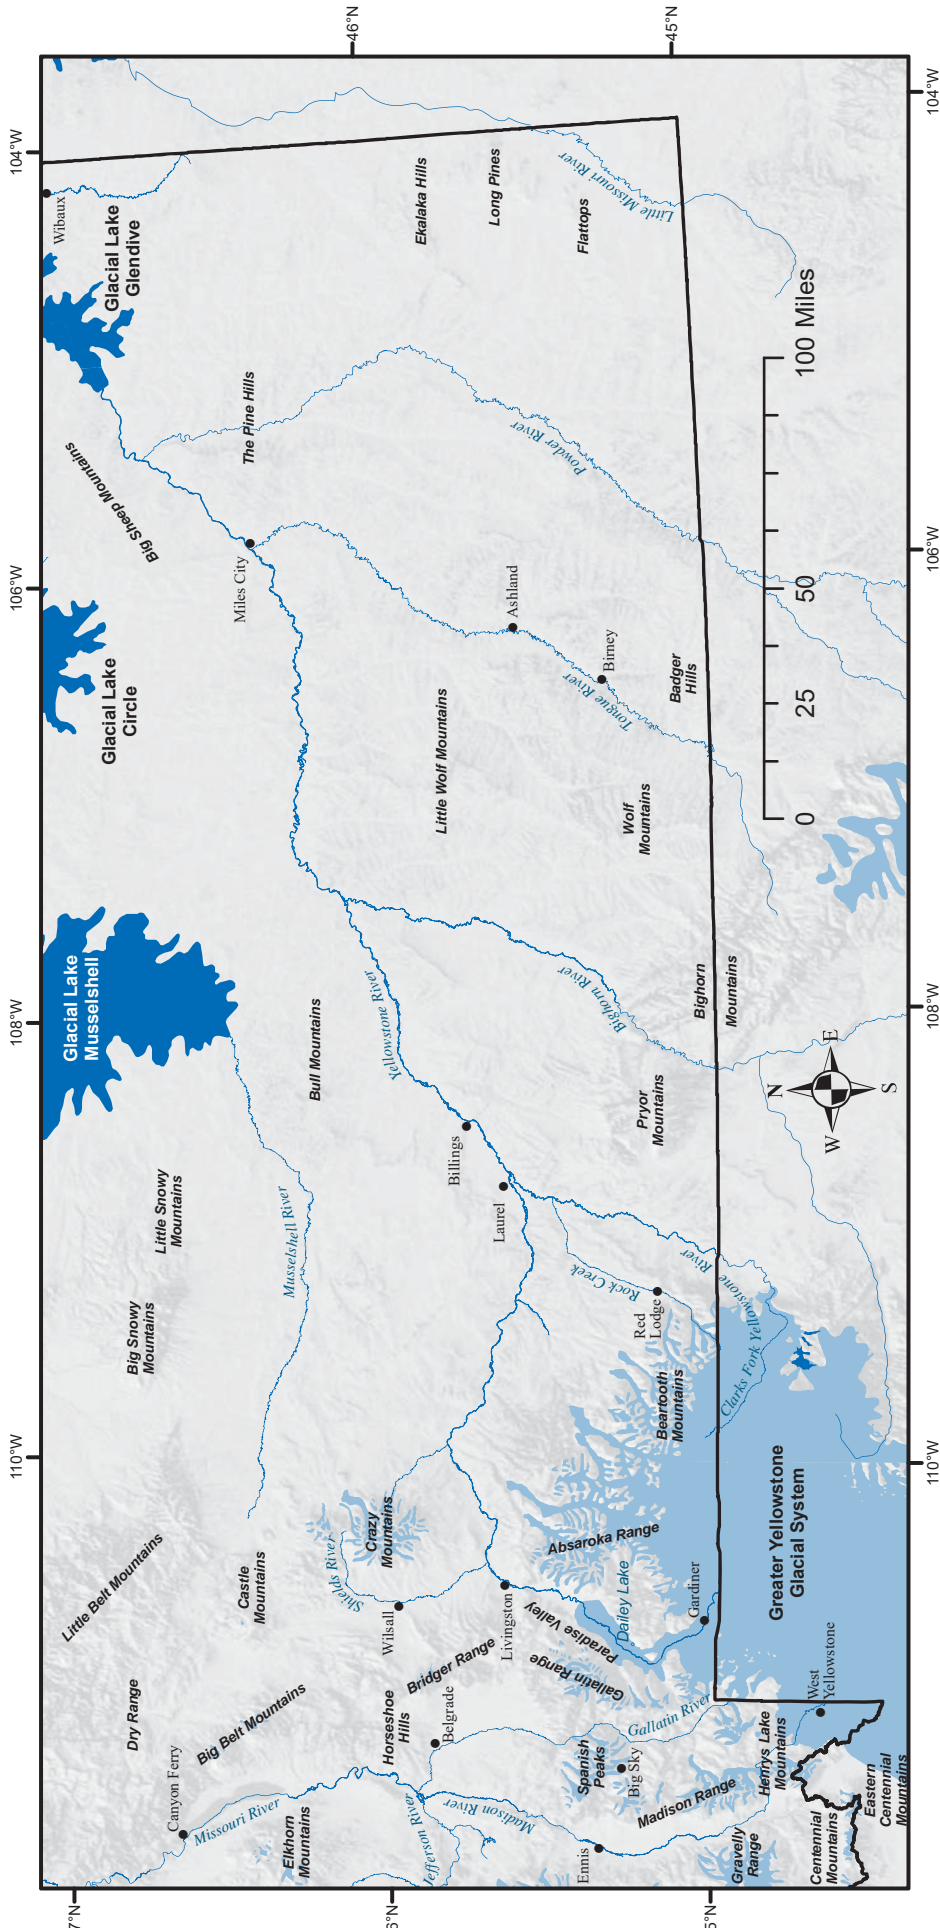 46°N
45°N
104°W
106°W
108°W
110°W
7°N
6°N
5°N
104°W
106°W
108°W
110°W
Wibaux
Glacial Lake
Glendive
Ekalaka Hills
Long Pines
Flattops
Little Missouri River
Big Sheep Mountains
The Pine Hills
Powder River
Miles City
Glacial Lake
Circle
Ashland
Birney
Tongue River
Badger
Hills
Little Wolf Mountains
Wolf
Mountains
0
25
50
100 Miles
Glacial Lake
Musselshell
Bull Mountains
Yellowstone River
Bighorn River
Bighorn
Mountains
Pryor
Mountains
N
E
S
W
Billings
Laurel
Little Snowy
Mountains
Big Snowy
Mountains
Musselshell River
Rock Creek
Red
Lodge
Clarks Fork Yellowstone
River
Beartooth
Mountains
Greater Yellowstone
Glacial System
Absaroka Range
Crazy
Mountains
Shields River
Wilsall
Castle
Mountains
Little Belt Mountains
Livingston
Paradise Valley
Dailey Lake
Gardiner
Gallatin Range
Bridger Range
Dry Range
Big Belt Mountains
Horseshoe
Hills
Belgrade
Gallatin River
West
Yellowstone
Canyon Ferry
Missouri River
Elkhorn
Mountains
Jefferson River
Madison River
Spanish
Peaks
Big Sky
Madison Range
Ennis
Henrys Lake
Mountains
Gravelly
Range
Centennial
Mountains
Eastern
Centennial
Mountains